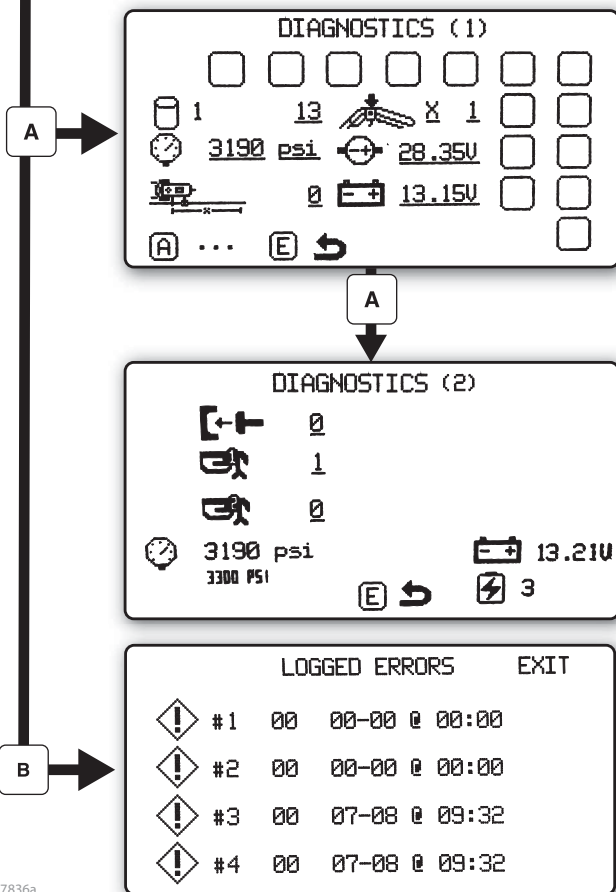 DIAGNOSTICS (1)
1 13 X 1
A
3190 psi 28.35V
0 13.15V
A ... E
A
DIAGNOSTICS (2)
0
1
0
3190 psi 13.21V
3300 PSI
E 3
LOGGED ERRORS EXIT
#1 00 00-00 @ 00:00
#2 00 00-00 @ 00:00
B
#3 00 07-08 @ 09:32
#4 00 07-08 @ 09:32
7836a